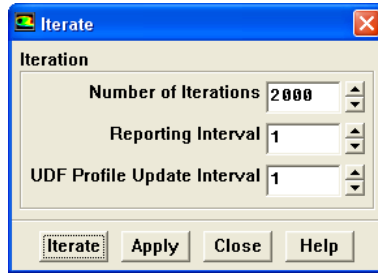 Iterate
Iteration
Number of Iterations 2000
Reporting Interval 1
UDF Profile Update Interval 1
Iterate Apply Close Help